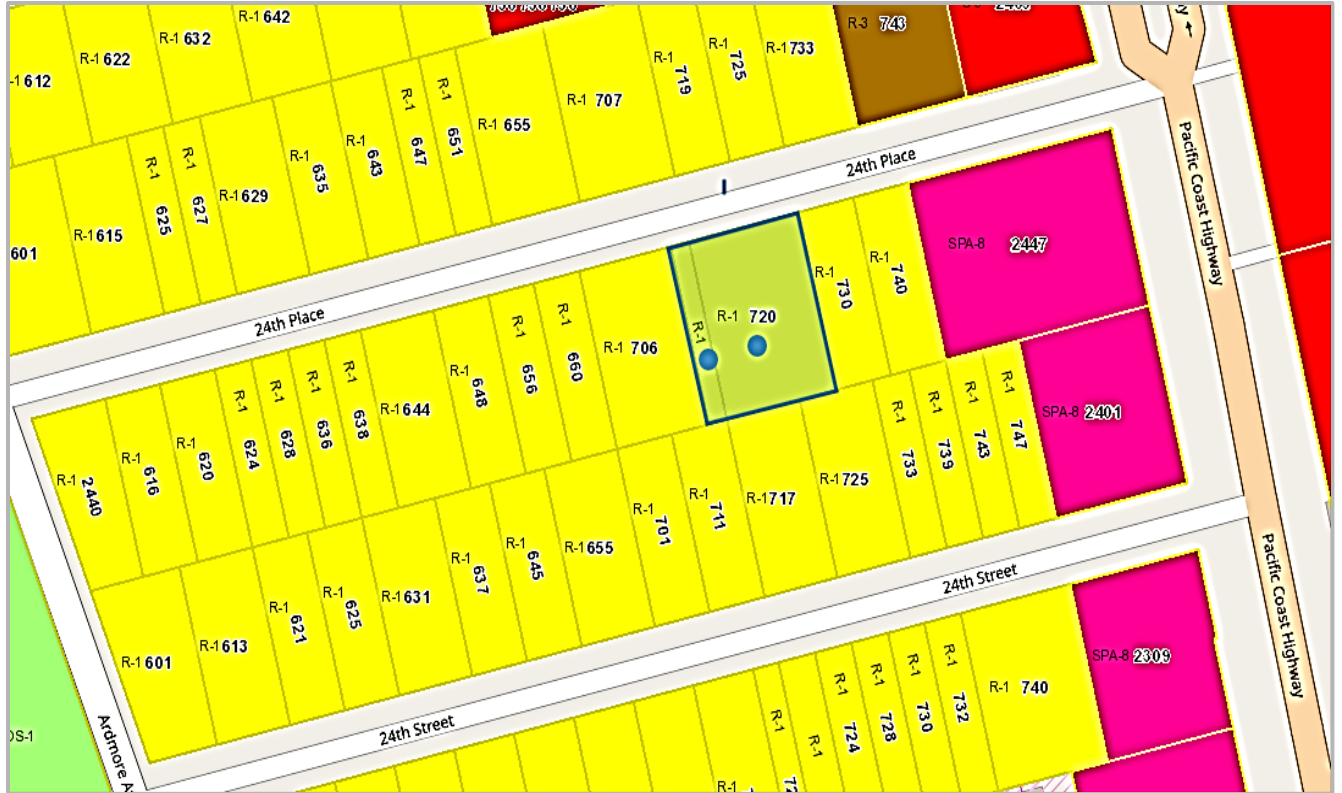 R-1 642
R-1 632
R-1 622
-1 612
R-3 743
R-1 733
R-1 725
R-1 719
R-1 707
R-1 655
R-1 651
R-1 647
R-1 643
R-1 635
R-1 629
R-1 627
R-1 625
R-1 615
601
24th Place
24th Place
Pacific Coast Highway
SPA-8 2447
R-1 740
R-1 730
R-1 720
R-1
R-1 706
R-1 660
R-1 656
R-1 648
R-1 644
R-1 638
R-1 636
R-1 628
R-1 624
R-1 620
R-1 616
R-1 2440
SPA-8 2401
R-1 747
R-1 743
R-1 739
R-1 733
R-1 725
R-1 717
R-1 711
R-1 701
R-1 655
R-1 645
R-1 637
R-1 631
R-1 625
R-1 621
R-1 613
R-1 601
24th Street
24th Street
Pacific Coast Highway
SPA-8 2309
R-1 740
R-1 732
R-1 730
R-1 728
R-1 724
R-1
R-1
R-1
OS-1
Ardmore A